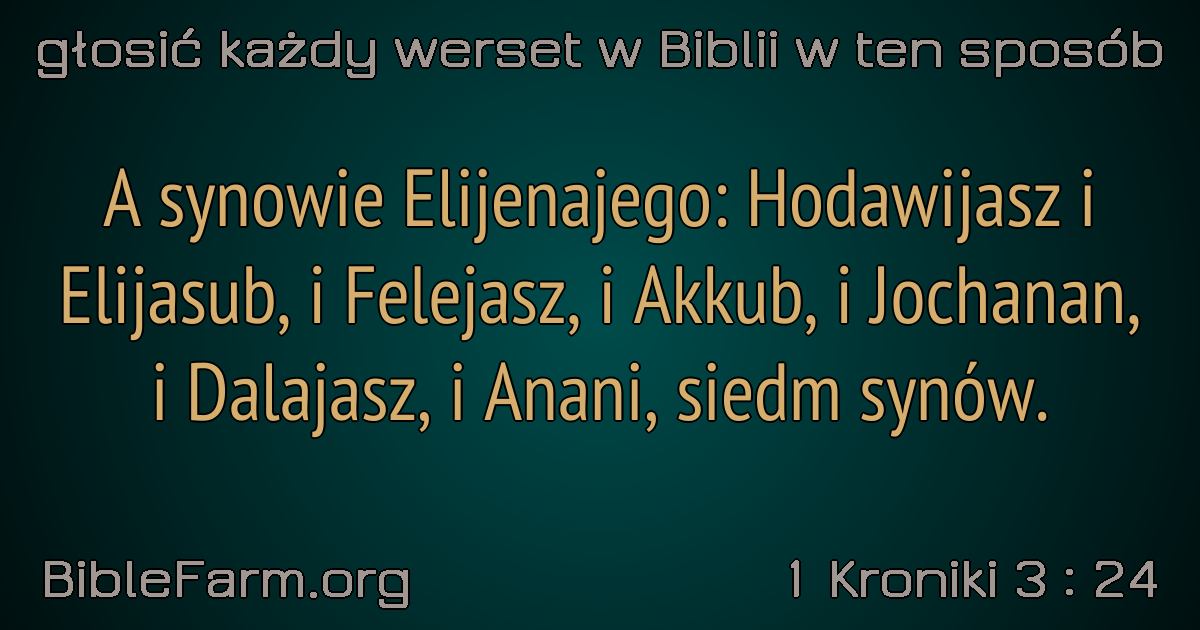 głosić każdy werset w Biblii w ten sposób
A synowie Elijenajego: Hodawijasz i
Elijasub, i Felejasz, i Akkub, i Jochanan,
i Dalajasz, i Anani, siedm synów.
BibleFarm.org
1 Kroniki 3 : 24